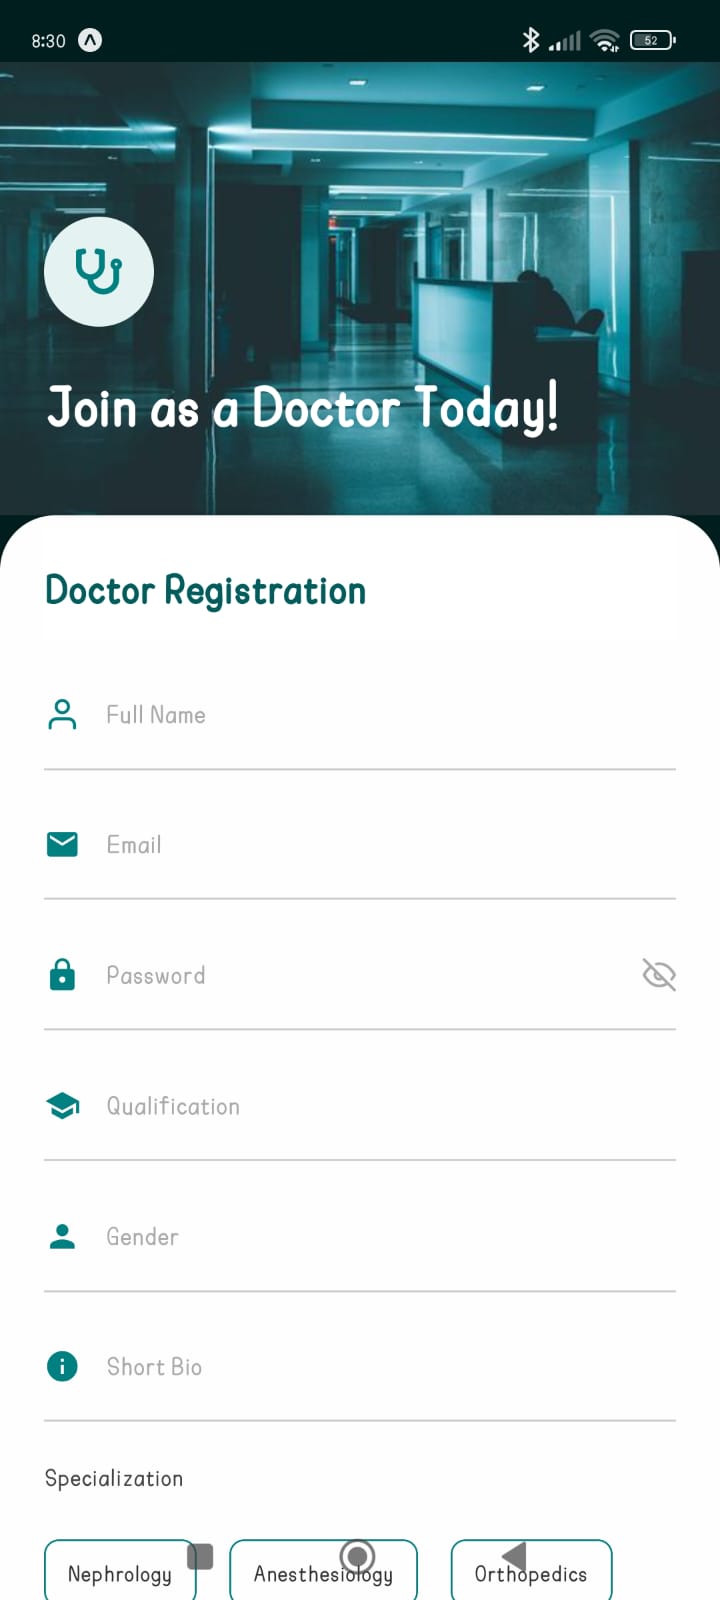 8:30
52
Join as a Doctor Today!
Doctor Registration
Full Name
Email
Password
Qualification
Gender
Short Bio
Specialization
Nephrology Anesthesiology Orthopedics